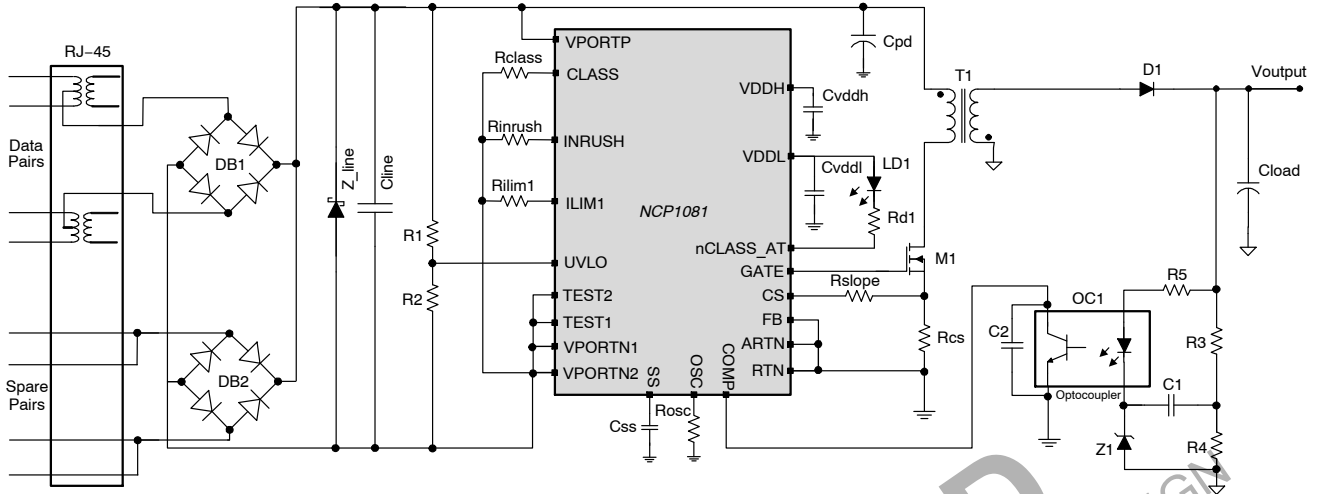 RJ-45
Data
Pairs
Spare
Pairs
DB1
DB2
Z_line
Cline
R1
R2
Rclass
Rinrush
Rilim1
VPORTP
CLASS
INRUSH
ILIM1
UVLO
TEST2
TEST1
VPORTN1
VPORTN2
NCP1081
VDDH
VDDL
nCLASS_AT
GATE
CS
FB
ARTN
RTN
SS
OSC
COMP
Css
Rosc
Cpd
Cvddh
Cvddl
LD1
Rd1
M1
Rslope
Rcs
T1
D1
Voutput
Cload
R5
OC1
C2
R3
Optocoupler
C1
Z1
R4